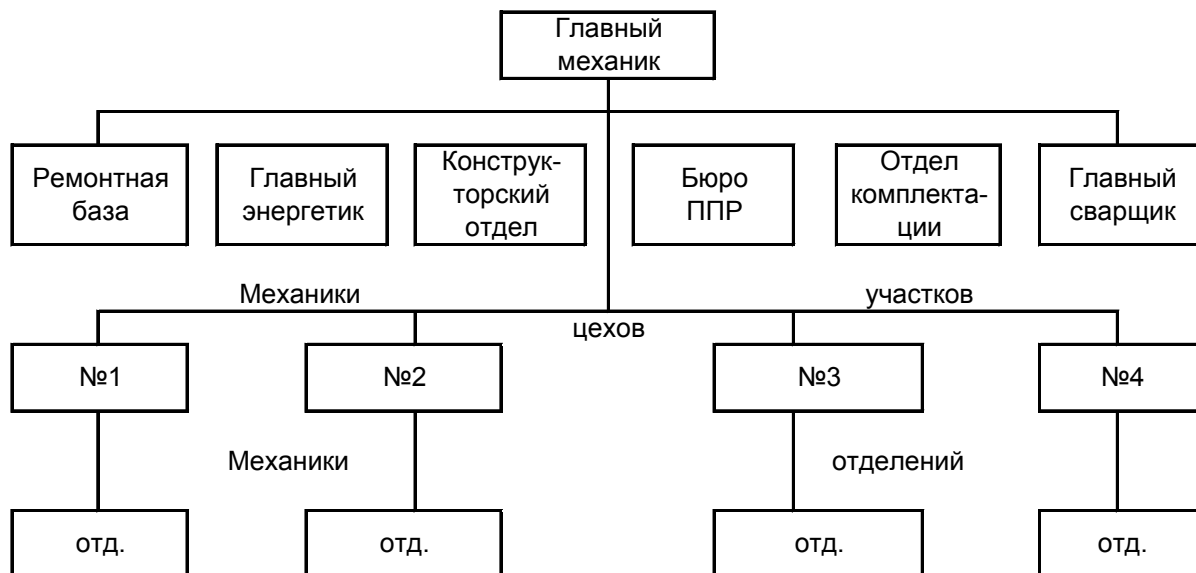 Главный
механик
Ремонтная
база
Главный
энергетик
Конструк-
торский
отдел
Бюро
ППР
Отдел
комплекта-
ции
Главный
сварщик
Механики
цехов
участков
№1
№2
№3
№4
Механики
отделений
отд.
отд.
отд.
отд.